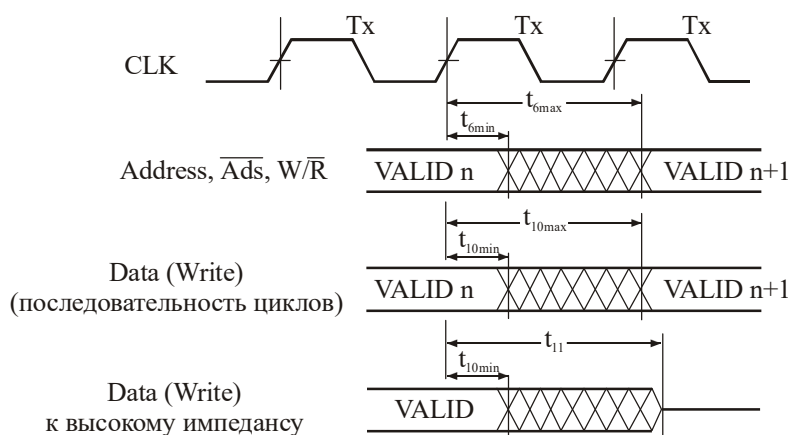 Tx Tx Tx
CLK
t6max
t6min
Address, Ads, W/R VALID n VALID n+1
t10max
t10min
Data (Write)
(последовательность циклов) VALID n VALID n+1
t11
t10min
Data (Write)
к высокому импедансу VALID